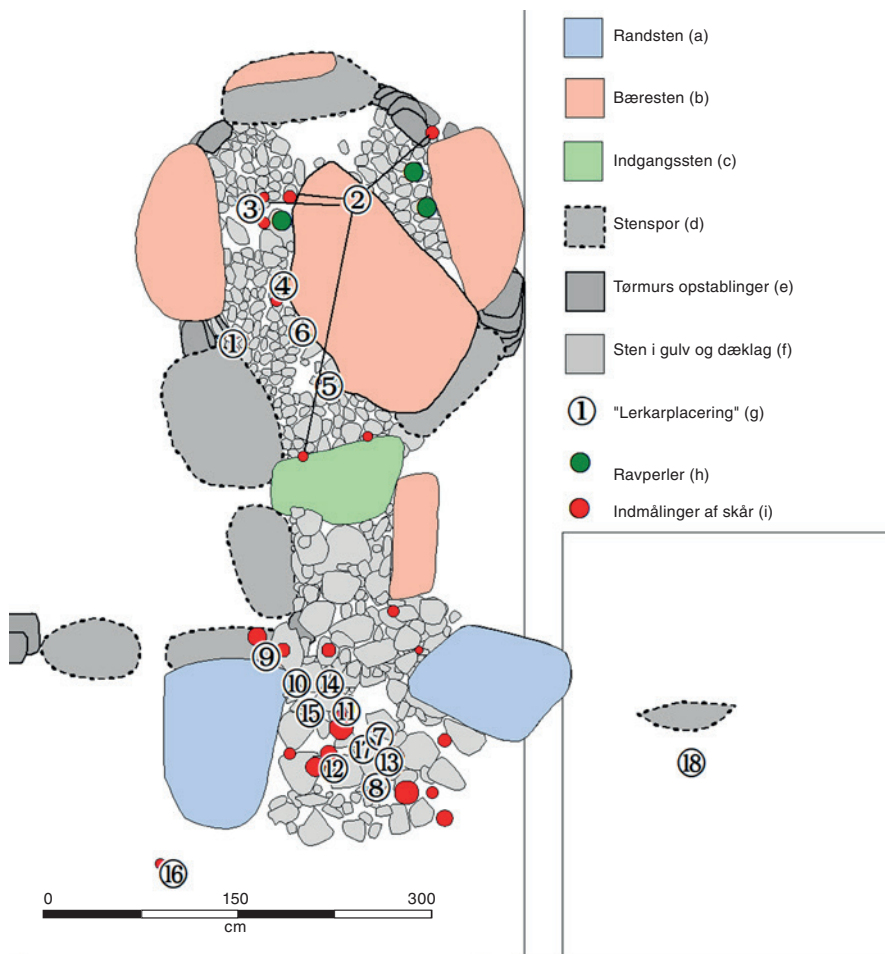 Randsten (a)
Bæresten (b)
Indgangssten (c)
Stenspor (d)
Tørmurs opstablinger (e)
Sten i gulv og dæklag (f)
1 "Lerkarplacering" (g)
Ravperler (h)
Indmålinger af skår (i)
2
3
4
6
1
5
9
10
14
15
11
7
17
13
12
8
18
16
0 150 300
cm